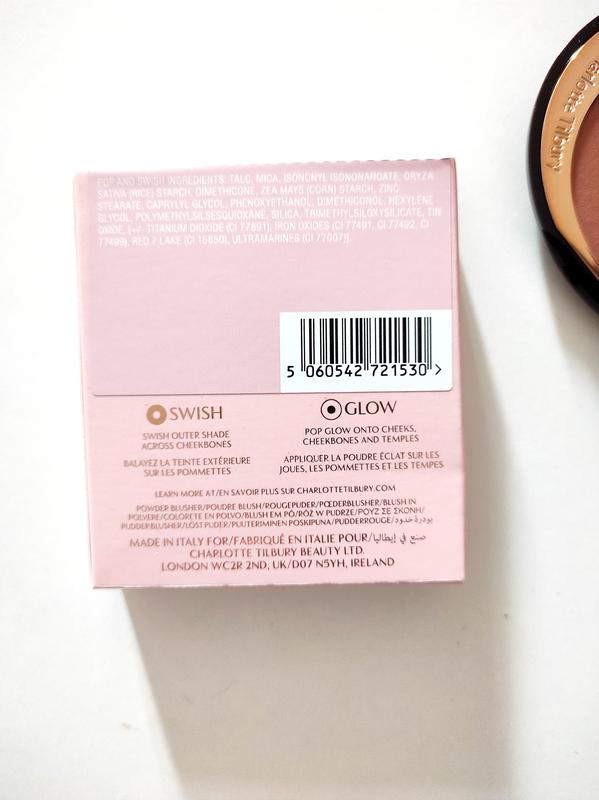 POP AND SWISH INGREDIENTS: TALC, MICA, ISONONYL ISONONANOATE, ORYZA
SATIVA (RICE) STARCH, DIMETHICONE, ZEA MAYS (CORN) STARCH, ZINC
STEARATE, CAPRYLYL GLYCOL, PHENOXYETHANOL, DIMETHICONOL, HEXYLENE
GLYCOL, POLYMETHYLSILSESQUIOXANE, SILICA, TRIMETHYLSILOXYSILICATE, TIN
OXIDE, [+/- TITANIUM DIOXIDE (CI 77891), IRON OXIDES (CI 77491, CI 77492, CI
77499), RED 7 LAKE (CI 15850), ULTRAMARINES (CI 77007)].
5 060542 721530 >
SWISH
SWISH OUTER SHADE
ACROSS CHEEKBONES
BALAYEZ LA TEINTE EXTÉRIEURE
SUR LES POMMETTES
GLOW
POP GLOW ONTO CHEEKS,
CHEEKBONES AND TEMPLES
APPLIQUER LA POUDRE ÉCLAT SUR LES
JOUES, LES POMMETTES ET LES TEMPES
LEARN MORE AT/EN SAVOIR PLUS SUR CHARLOTTETILBURY.COM
POWDER BLUSHER/POUDRE BLUSH/ROUGEPUDER/POEDERBLUSHER/BLUSH IN
POLVERE/COLORETE EN POLVO/BLUSH EM PÓ/RÓŻ W PUDRZE/ΡΟΥΖ ΣΕ ΣΚΟΝΗ/
PUDDERBLUSHER/LÖST PUDER/PUUTERIMINEN POSKIPUNA/PUDDERROUGE/بودرة خدود
MADE IN ITALY FOR/FABRIQUÉ EN ITALIE POUR/صنع في إيطاليا
CHARLOTTE TILBURY BEAUTY LTD.
LONDON WC2R 2ND, UK/D07 N5YH, IRELAND
Charlotte Tilbury